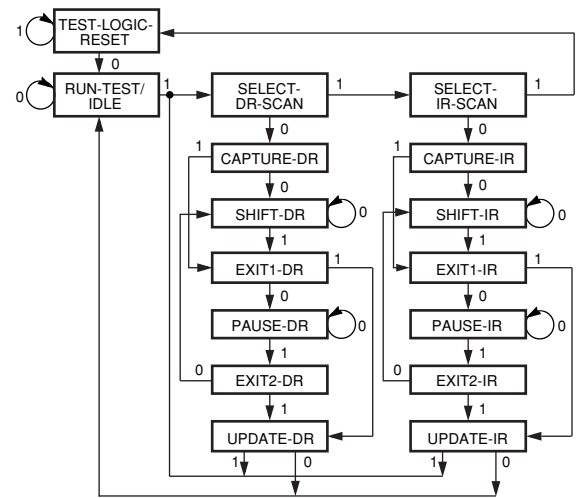 TEST-LOGIC-
RESET
1
0
RUN-TEST/
IDLE
0
1
SELECT-
DR-SCAN
1
SELECT-
IR-SCAN
1
0
0
1
CAPTURE-DR
1
CAPTURE-IR
0
0
SHIFT-DR
0
SHIFT-IR
0
1
1
EXIT1-DR
1
EXIT1-IR
1
0
0
PAUSE-DR
0
PAUSE-IR
0
1
1
0
EXIT2-DR
0
EXIT2-IR
1
1
UPDATE-DR
UPDATE-IR
1
0
1
0